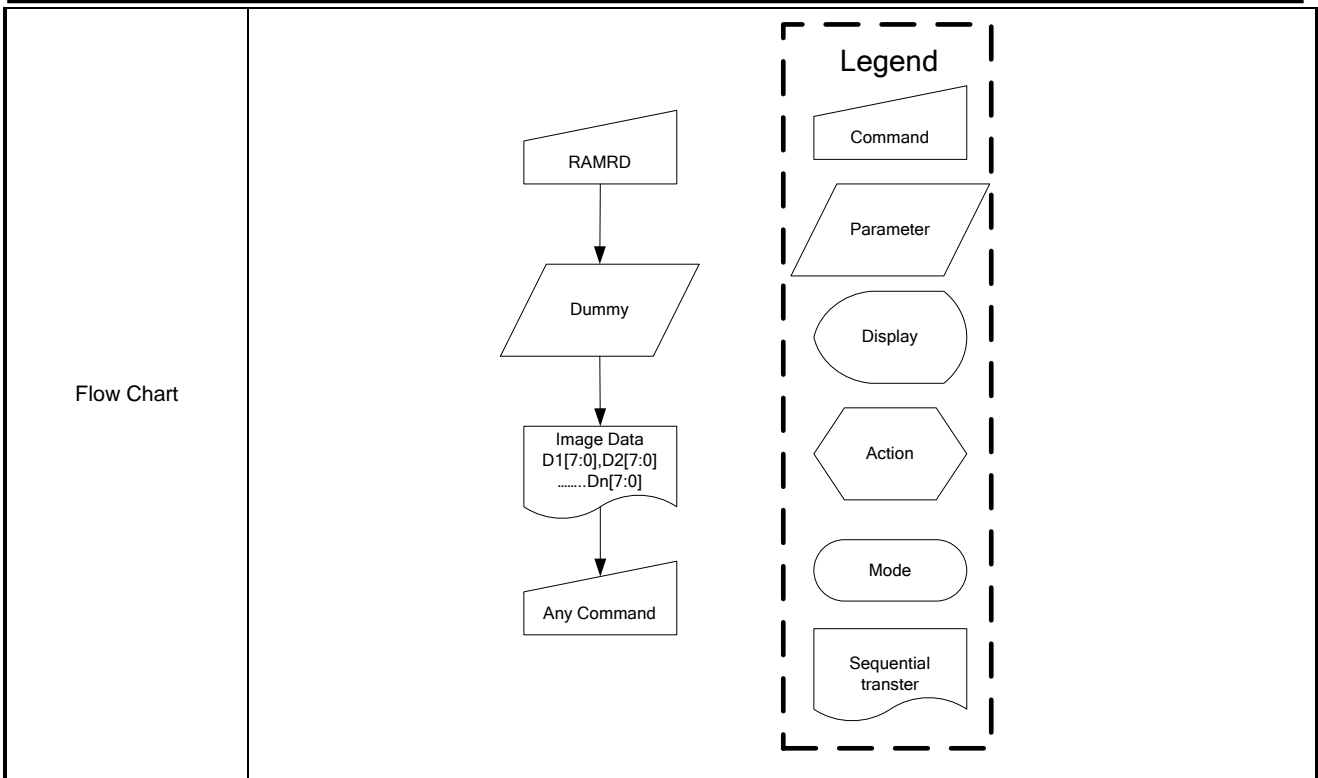 Flow Chart
RAMRD
Dummy
Image Data
D1[7:0],D2[7:0]
........Dn[7:0]
Any Command
Legend
Command
Parameter
Display
Action
Mode
Sequential
transter